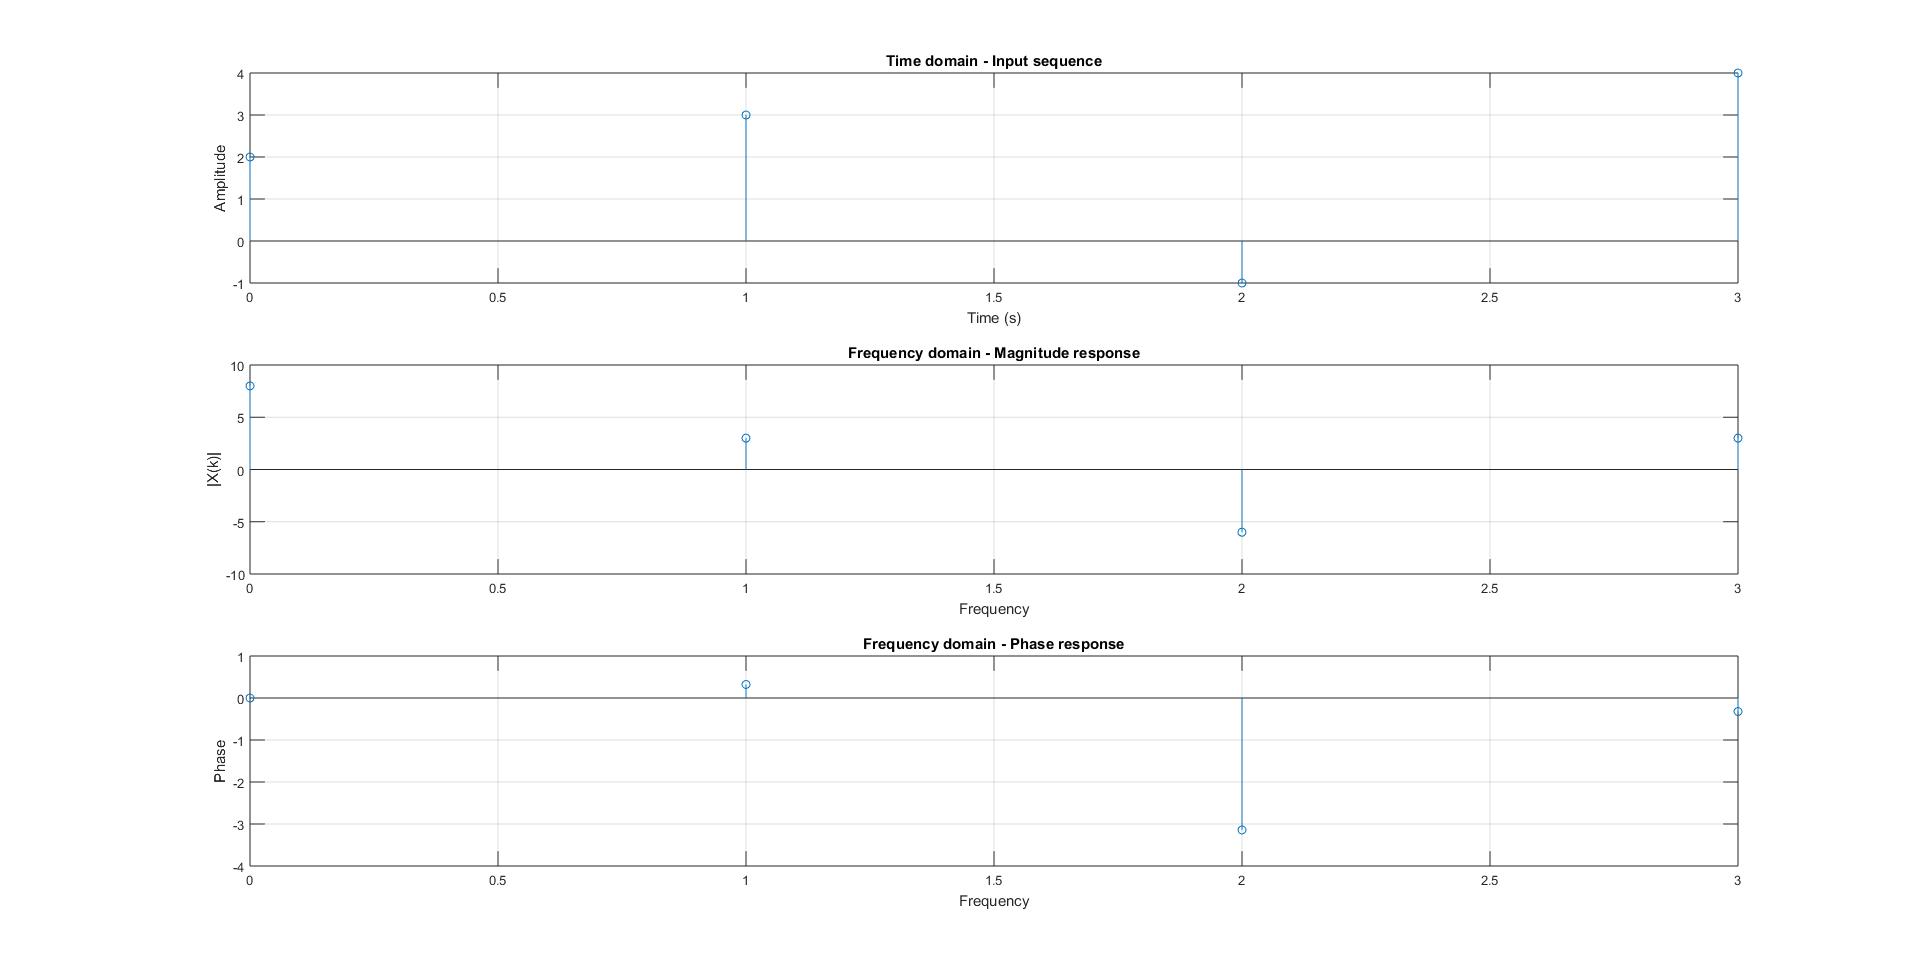 Time domain - Input sequence
4
3
2
1
0
-1
Amplitude
0 0.5 1 1.5 2 2.5 3
Time (s)
Frequency domain - Magnitude response
10
5
0
-5
-10
|X(k)|
0 0.5 1 1.5 2 2.5 3
Frequency
Frequency domain - Phase response
1
0
-1
-2
-3
-4
Phase
0 0.5 1 1.5 2 2.5 3
Frequency